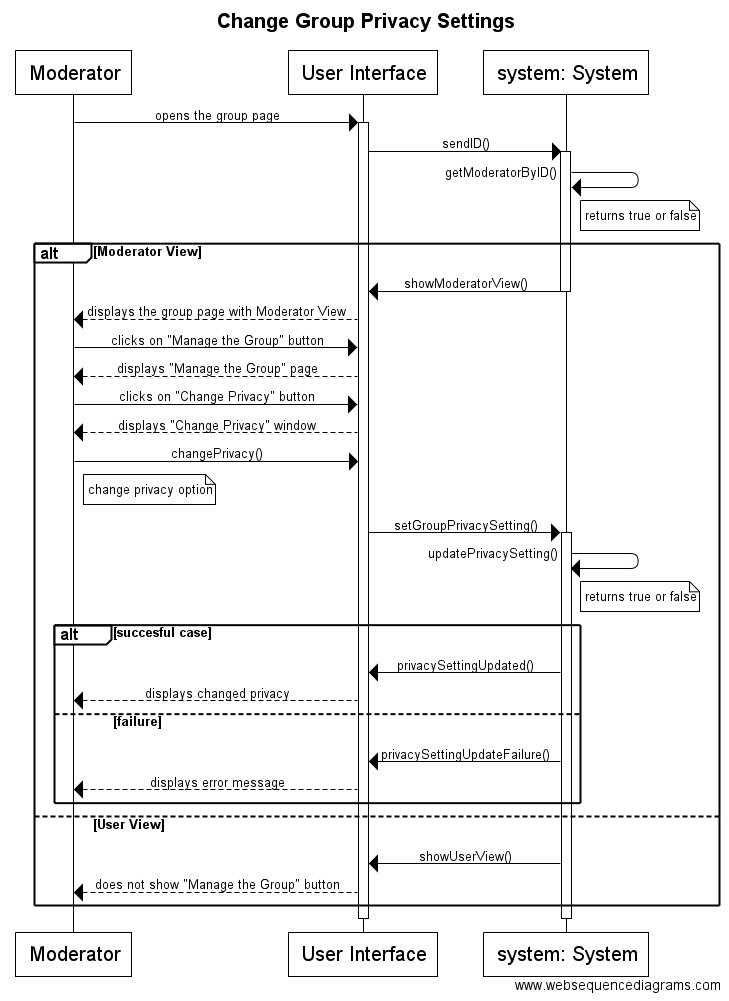 Change Group Privacy Settings
Moderator
User Interface
system: System
opens the group page
sendID()
getModeratorByID()
returns true or false
alt
[Moderator View]
showModeratorView()
displays the group page with Moderator View
clicks on "Manage the Group" button
displays "Manage the Group" page
clicks on "Change Privacy" button
displays "Change Privacy" window
changePrivacy()
change privacy option
setGroupPrivacySetting()
updatePrivacySetting()
returns true or false
alt
[succesful case]
privacySettingUpdated()
displays changed privacy
[failure]
privacySettingUpdateFailure()
displays error message
[User View]
showUserView()
does not show "Manage the Group" button
Moderator
User Interface
system: System
www.websequencediagrams.com